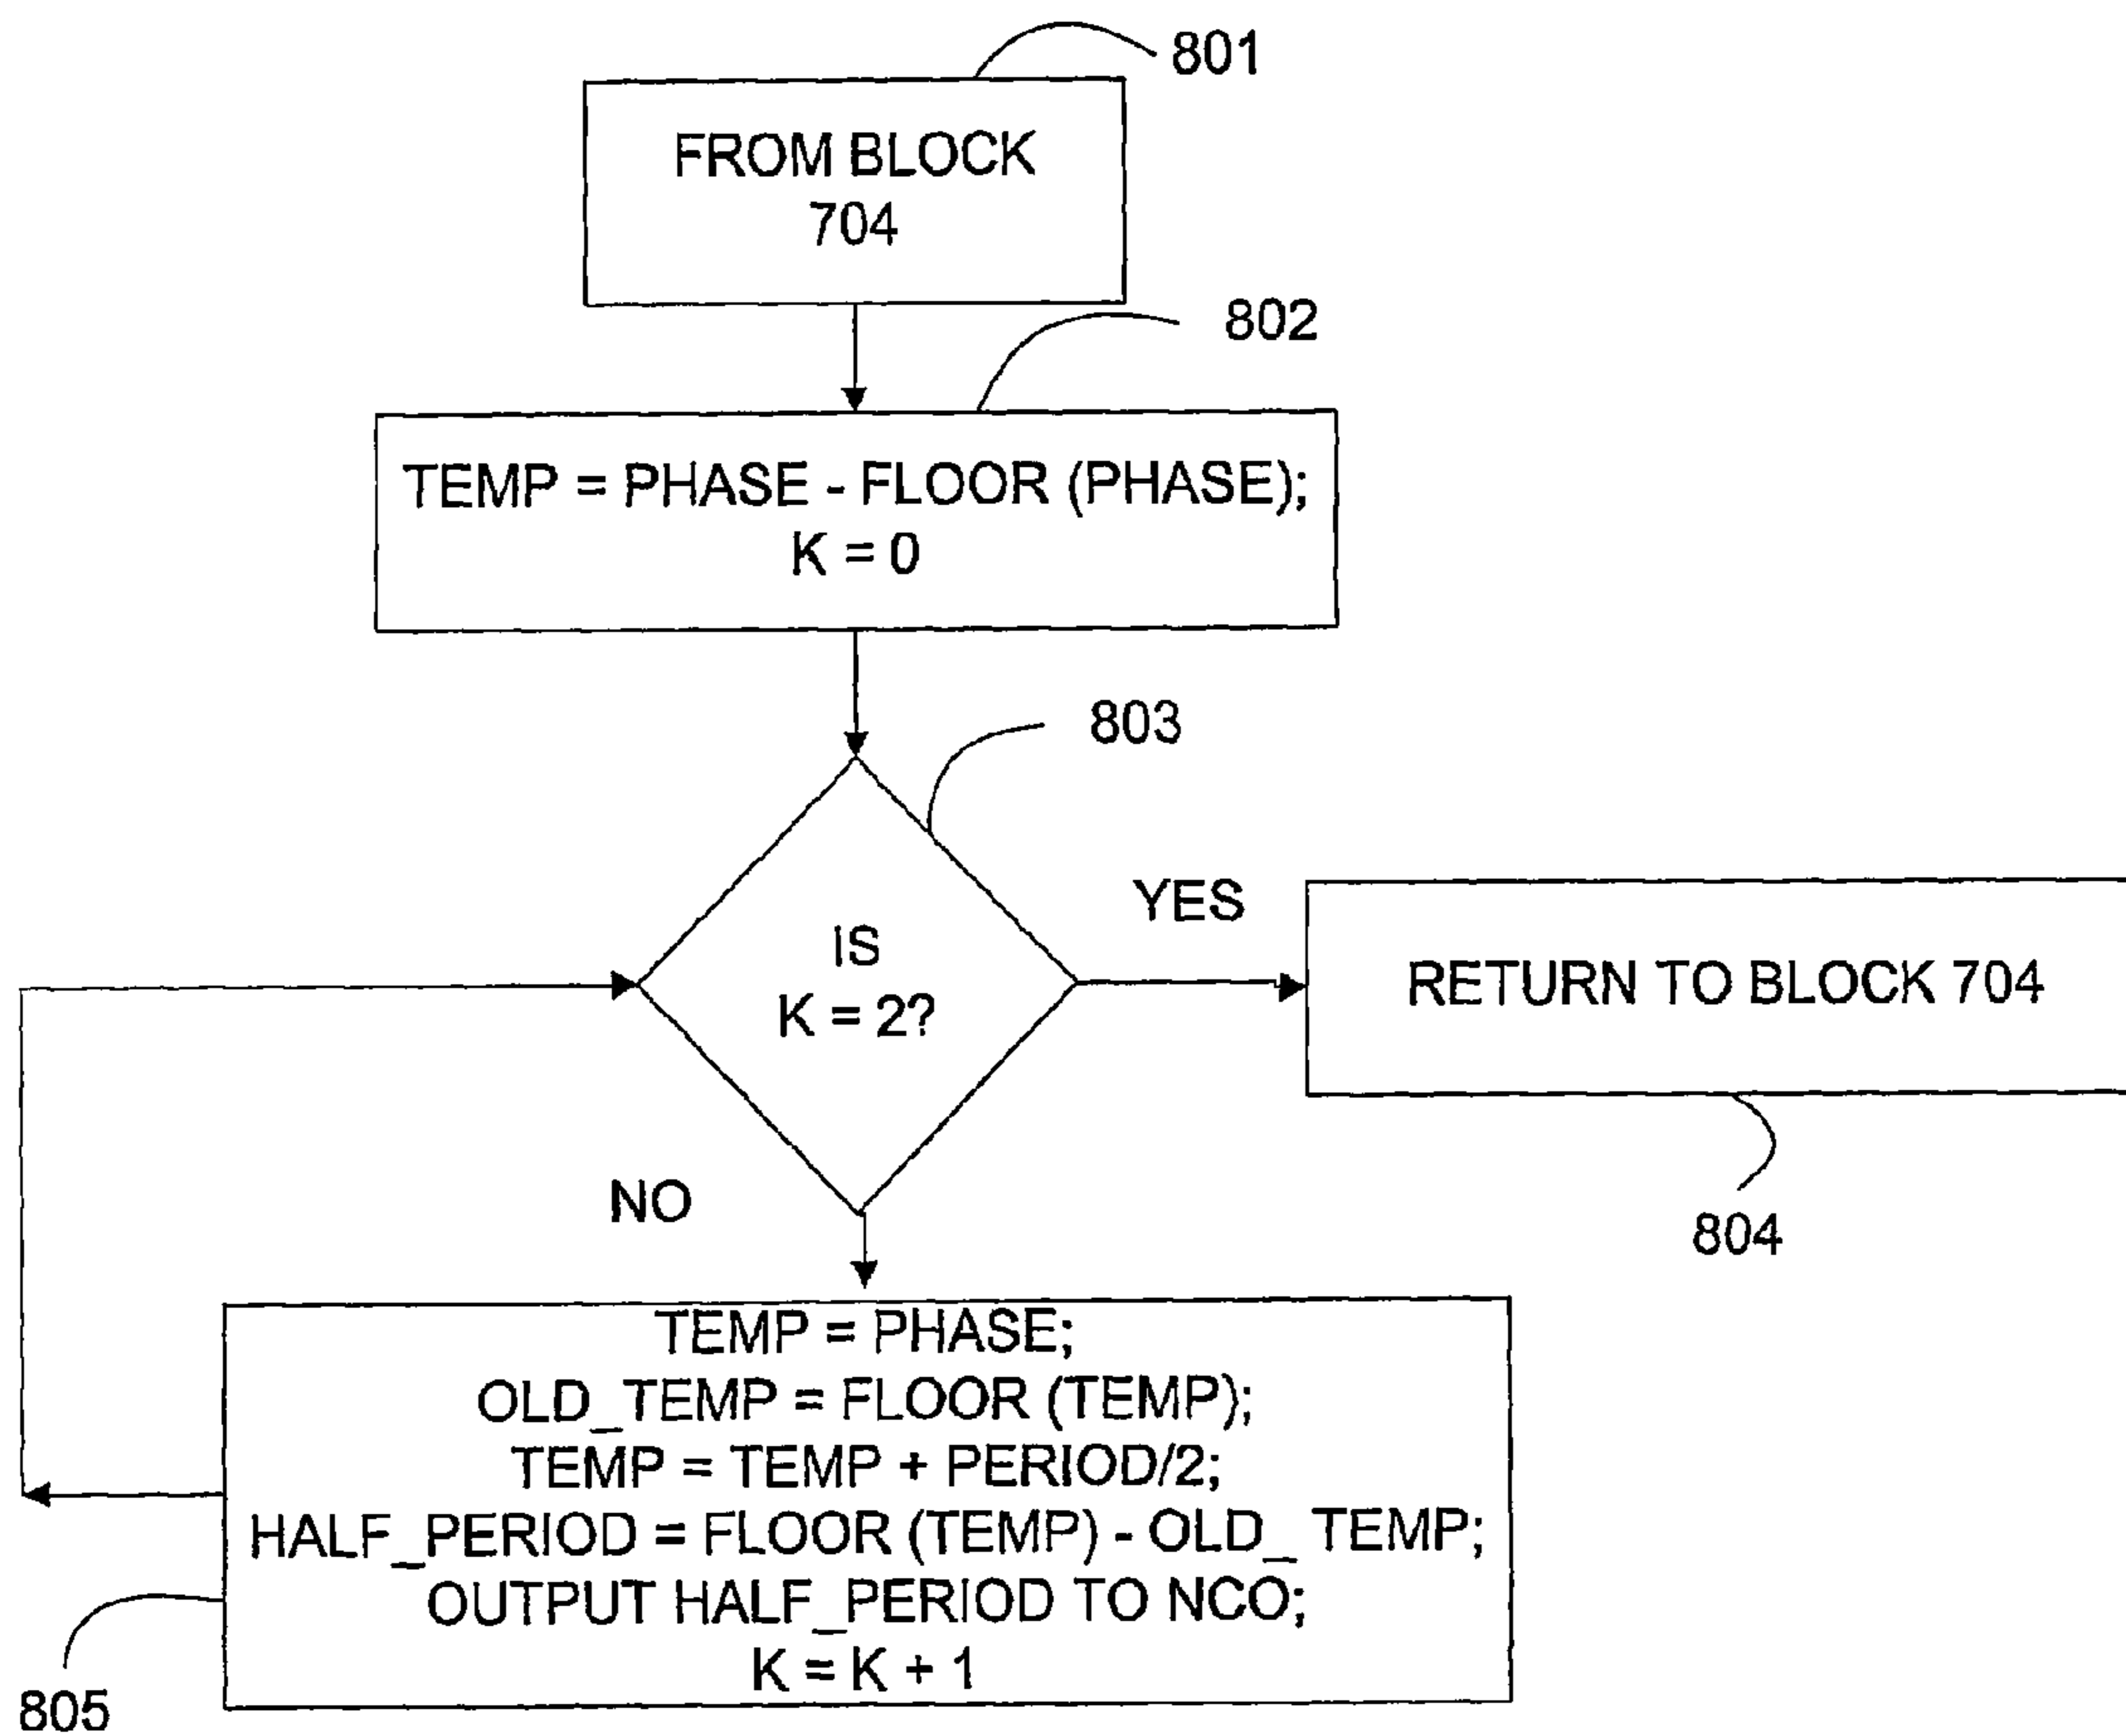 801
FROM BLOCK
704
802
TEMP = PHASE - FLOOR (PHASE);
K = 0
803
IS
K = 2?
YES
RETURN TO BLOCK 704
804
NO
TEMP = PHASE;
OLD_TEMP = FLOOR (TEMP);
TEMP = TEMP + PERIOD/2;
HALF_PERIOD = FLOOR (TEMP) - OLD_ TEMP;
OUTPUT HALF_PERIOD TO NCO;
K = K + 1
805